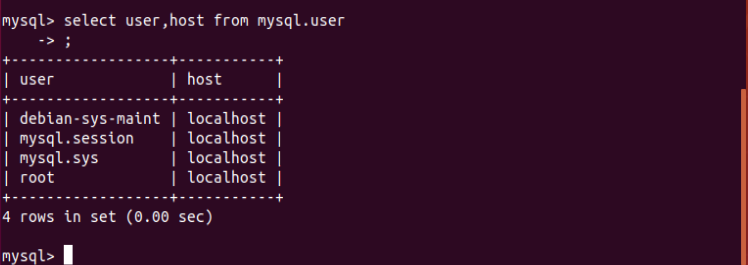 mysql> select user,host from mysql.user
    -> ;
+------------------+-----------+
| user             | host      |
+------------------+-----------+
| debian-sys-maint | localhost |
| mysql.session    | localhost |
| mysql.sys        | localhost |
| root             | localhost |
+------------------+-----------+
4 rows in set (0.00 sec)
mysql>